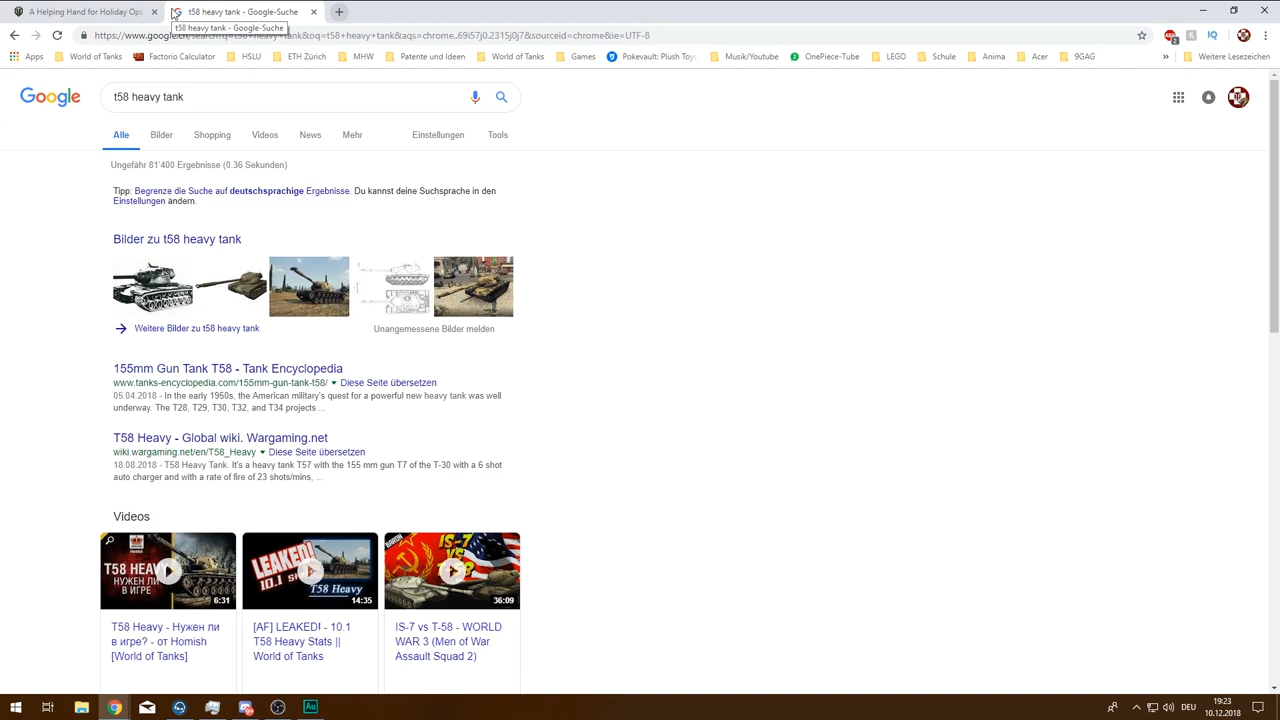 A Helping Hand for Holiday Ops
t58 heavy tank - Google-Suche
t58 heavy tank - Google-Suche
https://www.google.ch/search?q=t58+heavy+tank&oq=t58+heavy+tank&aqs=chrome..69i57j0.2315j0j7&sourceid=chrome&ie=UTF-8
Apps World of Tanks Factorio Calculator HSLU ETH Zürich MHW Patente und Ideen World of Tanks Games Pokevault: Plush Toys Musik/Youtube OnePiece-Tube LEGO Schule Anima Acer 9GAG » Weitere Lesezeichen
Google t58 heavy tank
Alle Bilder Shopping Videos News Mehr Einstellungen Tools
Ungefähr 81'400 Ergebnisse (0.36 Sekunden)
Tipp: Begrenze die Suche auf deutschsprachige Ergebnisse. Du kannst deine Suchsprache in den
Einstellungen ändern.
Bilder zu t58 heavy tank
Weitere Bilder zu t58 heavy tank Unangemessene Bilder melden
155mm Gun Tank T58 - Tank Encyclopedia
www.tanks-encyclopedia.com/155mm-gun-tank-t58/ Diese Seite übersetzen
05.04.2018 - In the early 1950s, the American military's quest for a powerful new heavy tank was well
underway. The T28, T29, T30, T32, and T34 projects ...
T58 Heavy - Global wiki. Wargaming.net
wiki.wargaming.net/en/T58_Heavy Diese Seite übersetzen
18.08.2018 - T58 Heavy Tank. It's a heavy tank T57 with the 155 mm gun T7 of the T-30 with a 6 shot
auto charger and with a rate of fire of 23 shots/mins, ...
Videos
Homish
T58 HEAVY
НУЖЕН ЛИ
В ИГРЕ?
6:31
LEAKED!
10.1
T58 Heavy
14:35
BARON
IS-7
VS
36:09
T58 Heavy - Нужен ли
в игре? - от Homish
[World of Tanks]
[AF] LEAKED! - 10.1
T58 Heavy Stats ||
World of Tanks
IS-7 vs T-58 - WORLD
WAR 3 (Men of War
Assault Squad 2)
Au
DEU
19:23
10.12.2018